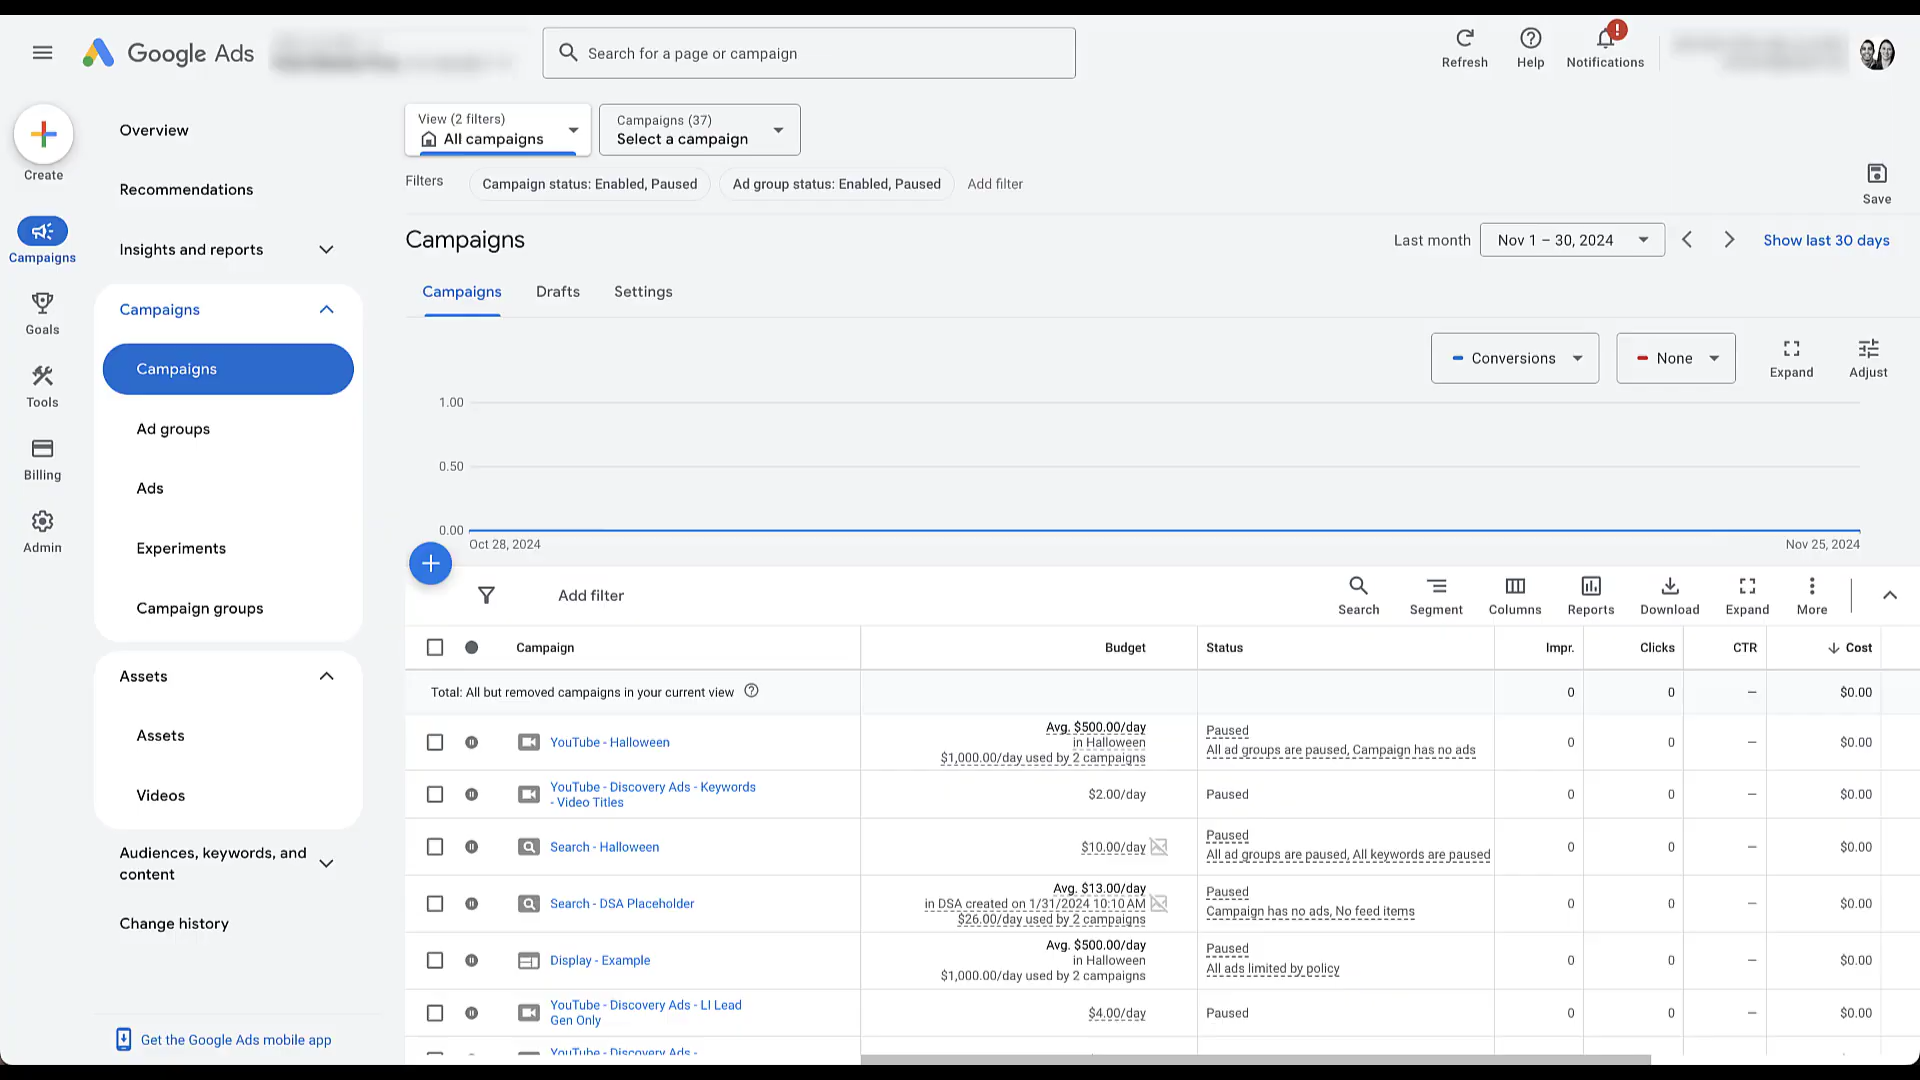 Google Ads
Search for a page or campaign
Refresh
Help
Notifications
!
Create
Campaigns
Goals
Tools
Billing
Admin
Overview
Recommendations
Insights and reports
Campaigns
Campaigns
Ad groups
Ads
Experiments
Campaign groups
Assets
Assets
Videos
Audiences, keywords, and
content
Change history
Get the Google Ads mobile app
View (2 filters)
All campaigns
Campaigns (37)
Select a campaign
Filters
Campaign status: Enabled, Paused
Ad group status: Enabled, Paused
Add filter
Save
Campaigns
Last month
Nov 1 – 30, 2024
Show last 30 days
Campaigns
Drafts
Settings
Conversions
None
Expand
Adjust
1.00
0.50
0.00
Oct 28, 2024
Nov 25, 2024
Add filter
Search
Segment
Columns
Reports
Download
Expand
More
Campaign
Budget
Status
Impr.
Clicks
CTR
Cost
Total: All but removed campaigns in your current view
0
0
–
$0.00
YouTube - Halloween
Avg. $500.00/day
in Halloween
$1,000.00/day used by 2 campaigns
Paused
All ad groups are paused, Campaign has no ads
0
0
–
$0.00
YouTube - Discovery Ads - Keywords
- Video Titles
$2.00/day
Paused
0
0
–
$0.00
Search - Halloween
$10.00/day
Paused
All ad groups are paused, All keywords are paused
0
0
–
$0.00
Search - DSA Placeholder
Avg. $13.00/day
in DSA created on 1/31/2024 10:10 AM
$26.00/day used by 2 campaigns
Paused
Campaign has no ads, No feed items
0
0
–
$0.00
Display - Example
Avg. $500.00/day
in Halloween
$1,000.00/day used by 2 campaigns
Paused
All ads limited by policy
0
0
–
$0.00
YouTube - Discovery Ads - LI Lead
Gen Only
$4.00/day
Paused
0
0
–
$0.00
YouTube - Discovery Ads -